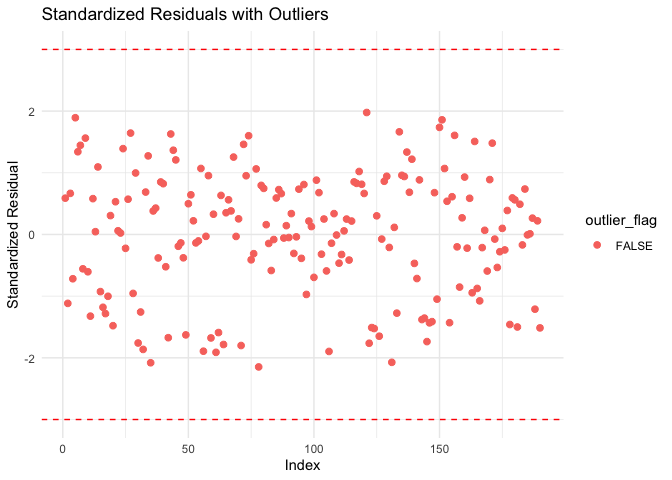 Standardized Residuals with Outliers
Standardized Residual
2
0
-2
0
50
100
150
Index
outlier_flag
FALSE